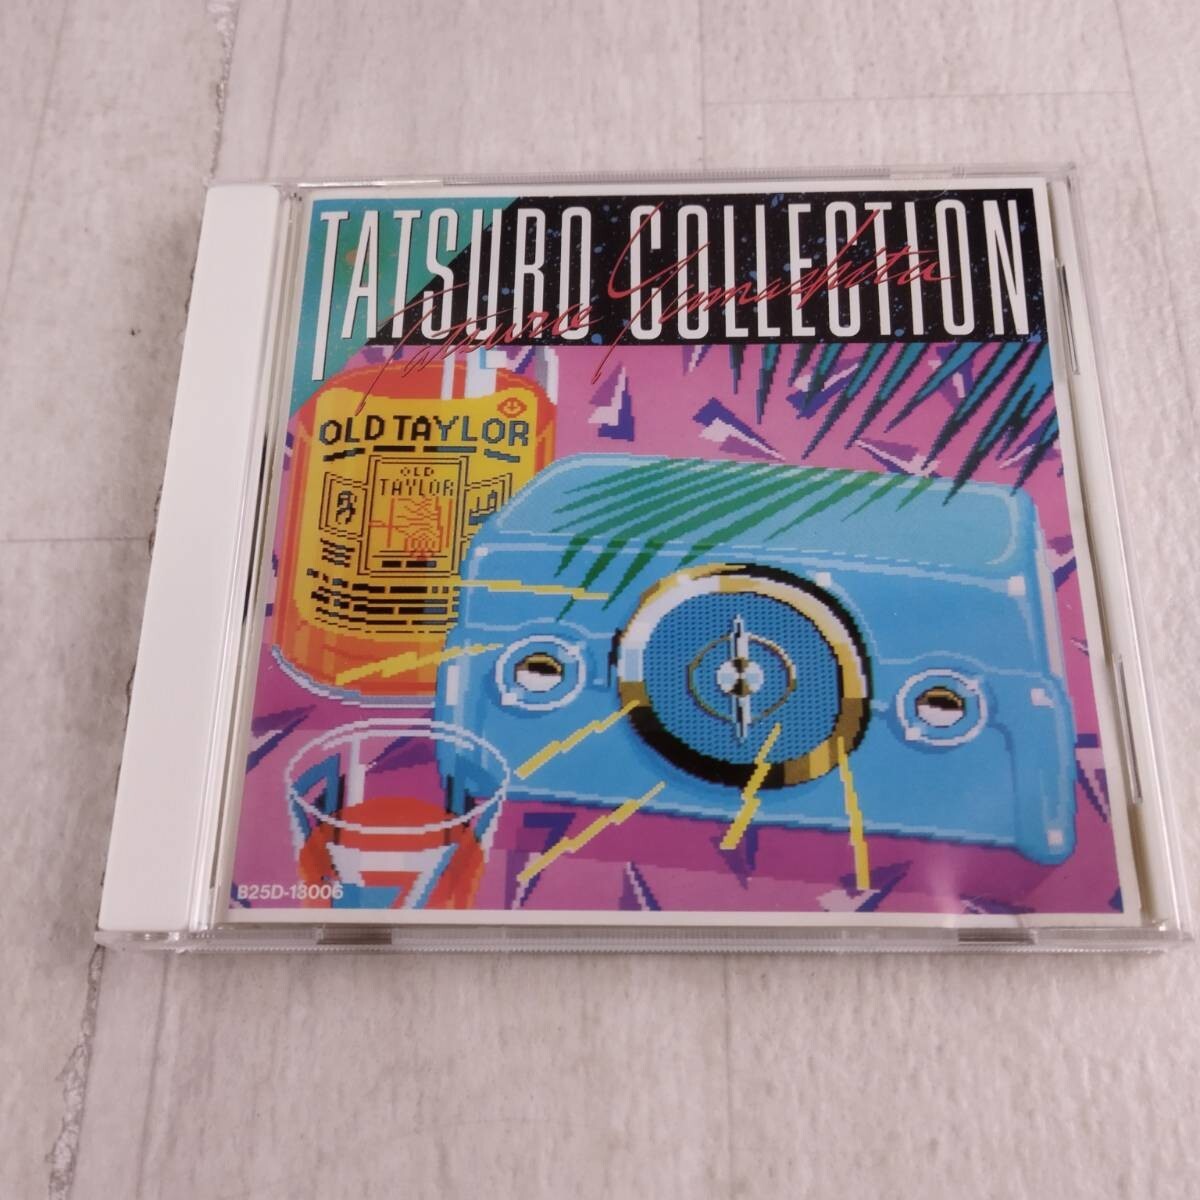 TATSURO COLLECTION
Tatsuro Yamashita
OLD TAYLOR
OLD
TAYLOR
B25D-13006